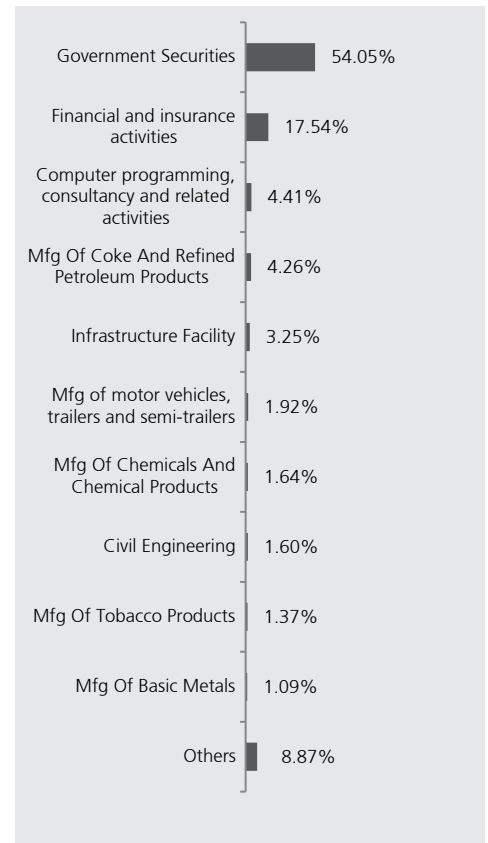 Government Securities 54.05%
Financial and insurance
activities 17.54%
Computer programming,
consultancy and related
activities 4.41%
Mfg Of Coke And Refined
Petroleum Products 4.26%
Infrastructure Facility 3.25%
Mfg of motor vehicles,
trailers and semi-trailers 1.92%
Mfg Of Chemicals And
Chemical Products 1.64%
Civil Engineering 1.60%
Mfg Of Tobacco Products 1.37%
Mfg Of Basic Metals 1.09%
Others 8.87%